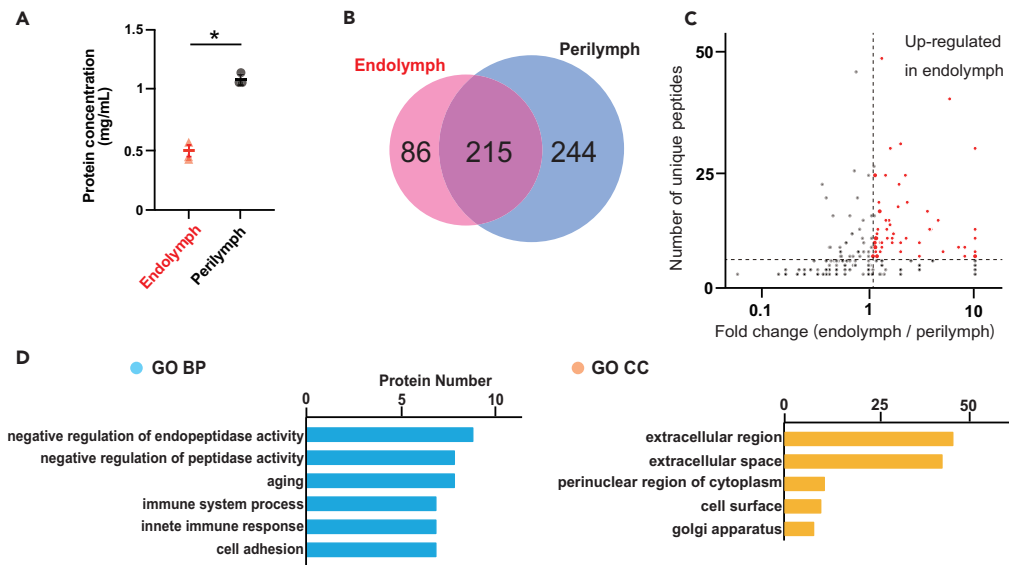 A
Protein concentration
(mg/mL)
1.5
1
0.5
0
*
Endolymph
Perilymph
B
Endolymph
Perilymph
86
215
244
C
Number of unique peptides
50
25
0
Up-regulated
in endolymph
0.1
1
10
Fold change (endolymph / perilymph)
D
GO BP
Protein Number
0
5
10
negative regulation of endopeptidase activity
negative regulation of peptidase activity
aging
immune system process
innete immune response
cell adhesion
GO CC
0
25
50
extracellular region
extracellular space
perinuclear region of cytoplasm
cell surface
golgi apparatus